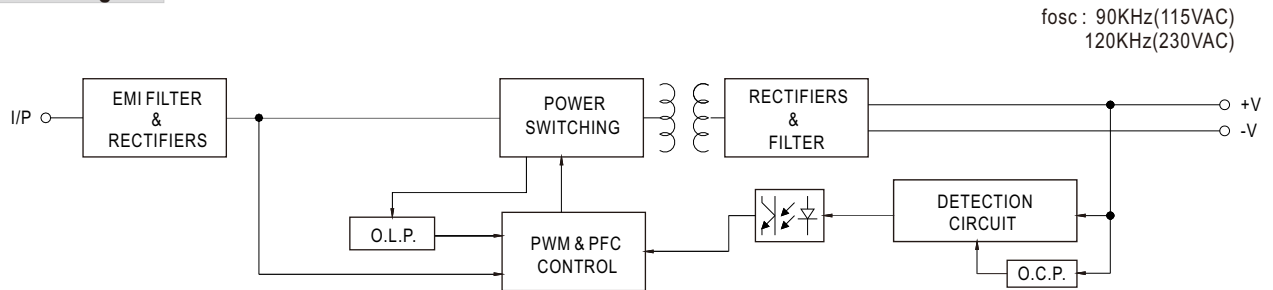 fosc : 90KHz(115VAC)
120KHz(230VAC)
I/P
EMI FILTER
&
RECTIFIERS
POWER
SWITCHING
RECTIFIERS
&
FILTER
+V
-V
O.L.P.
PWM & PFC
CONTROL
DETECTION
CIRCUIT
O.C.P.